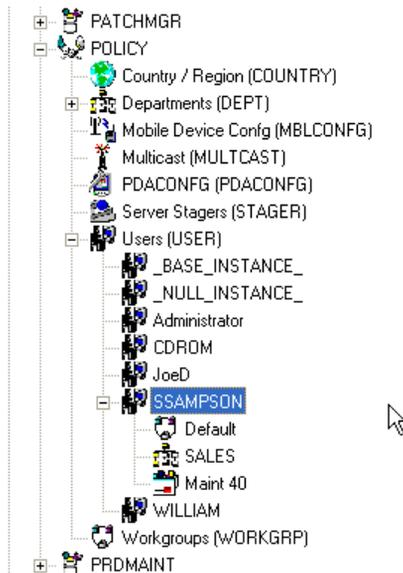 PATCHMGR
POLICY
Country / Region (COUNTRY)
Departments (DEPT)
Mobile Device Confg (MBLCONFG)
Multicast (MULTCAST)
PDACONFG (PDACONFG)
Server Stagers (STAGER)
Users (USER)
_BASE_INSTANCE_
_NULL_INSTANCE_
Administrator
CDROM
JoeD
SSAMPSON
Default
SALES
Maint 40
WILLIAM
Workgroups (WORKGRP)
PRDMAINT